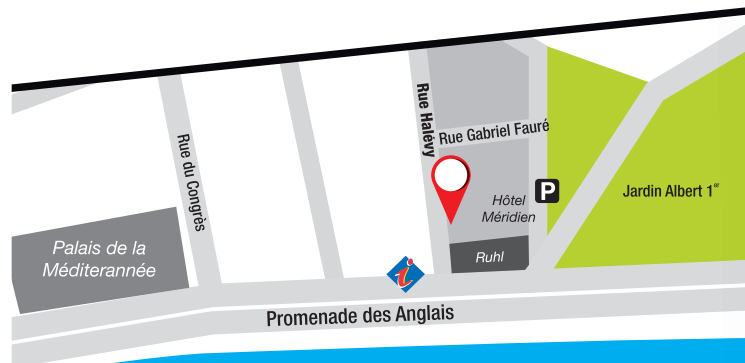 Rue Halévy
Rue Gabriel Fauré
Rue du Congrès
P
Jardin Albert 1er
Hôtel
Méridien
Palais de la
Méditerannée
Ruhl
i
Promenade des Anglais